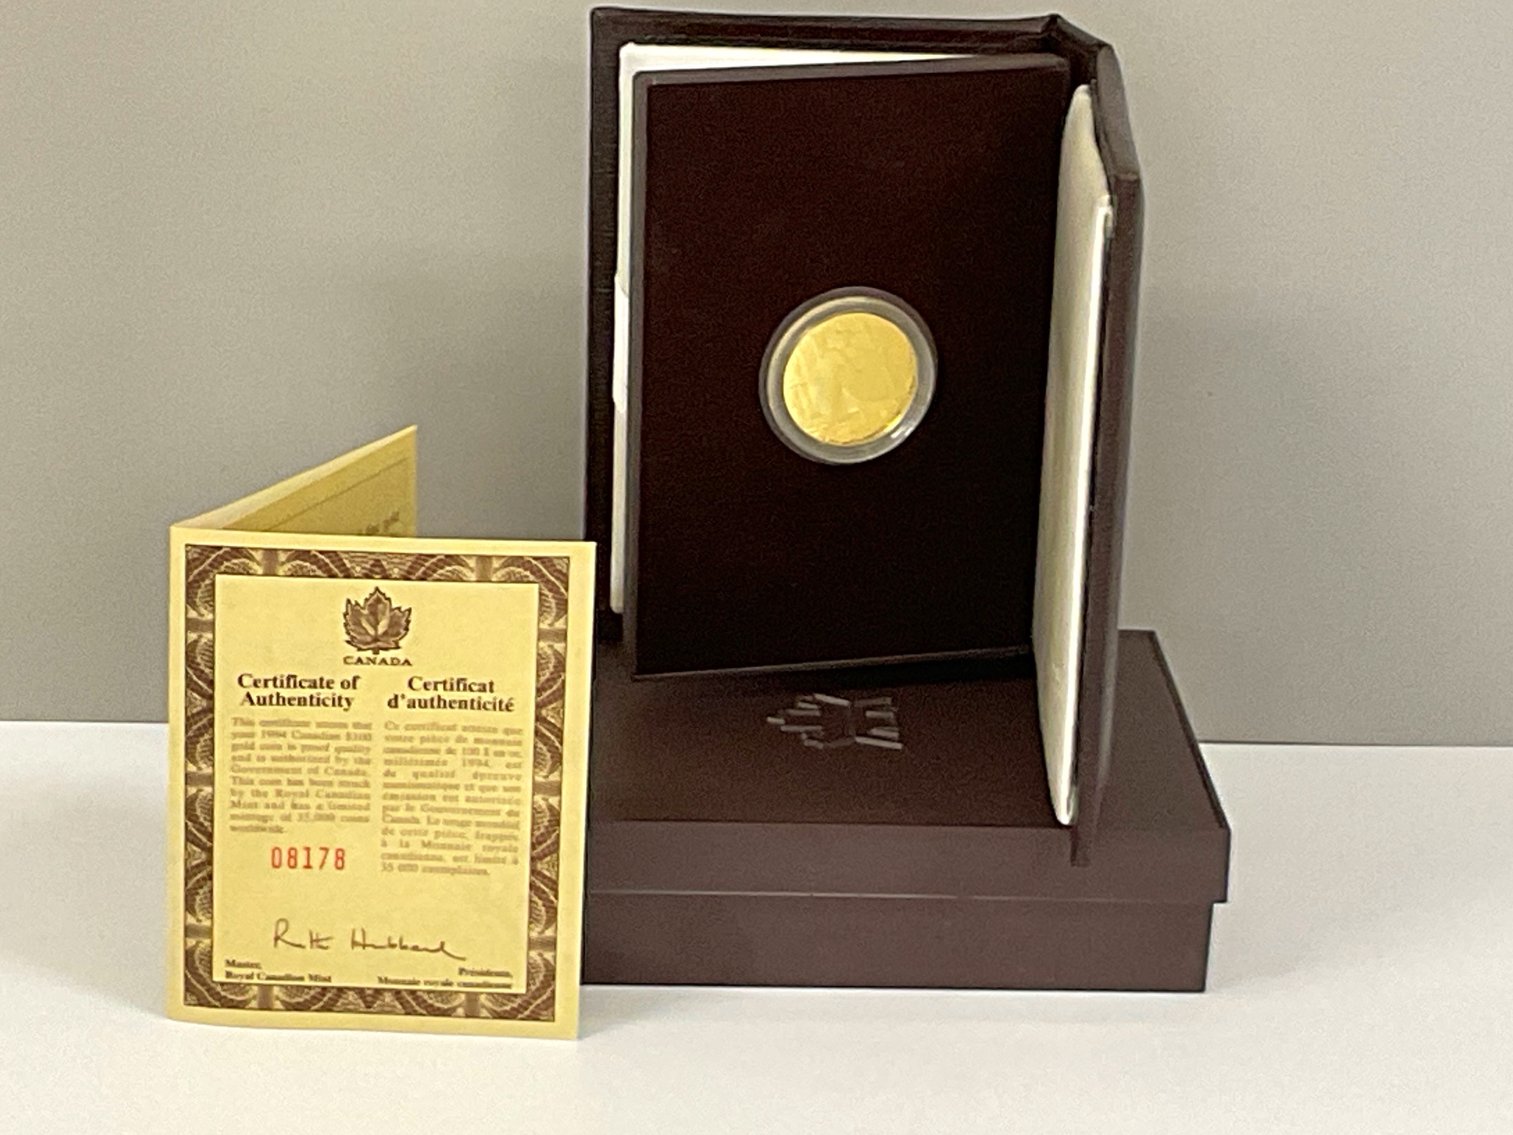 CANADA
Certificate of
Authenticity
This certificate attests that
your 1994 Canadian $100
gold coin is proof quality
and is authorized by the
Government of Canada.
This coin has been struck
by the Royal Canadian
Mint and has a limited
mintage of 35,000 coins
worldwide.
08178
Certificat
d'authenticité
Ce certificat atteste que
votre pièce de monnaie
canadienne de 100 $ en or,
millésimée 1994, est
de qualité épreuve
numismatique et que son
émission est autorisée
par le Gouvernement du
Canada. Le tirage mondial
de cette pièce, frappée
à la Monnaie royale
canadienne, est limité à
35 000 exemplaires.
Ruth Hubbard
Master,
Royal Canadian Mint
Présidente,
Monnaie royale canadienne